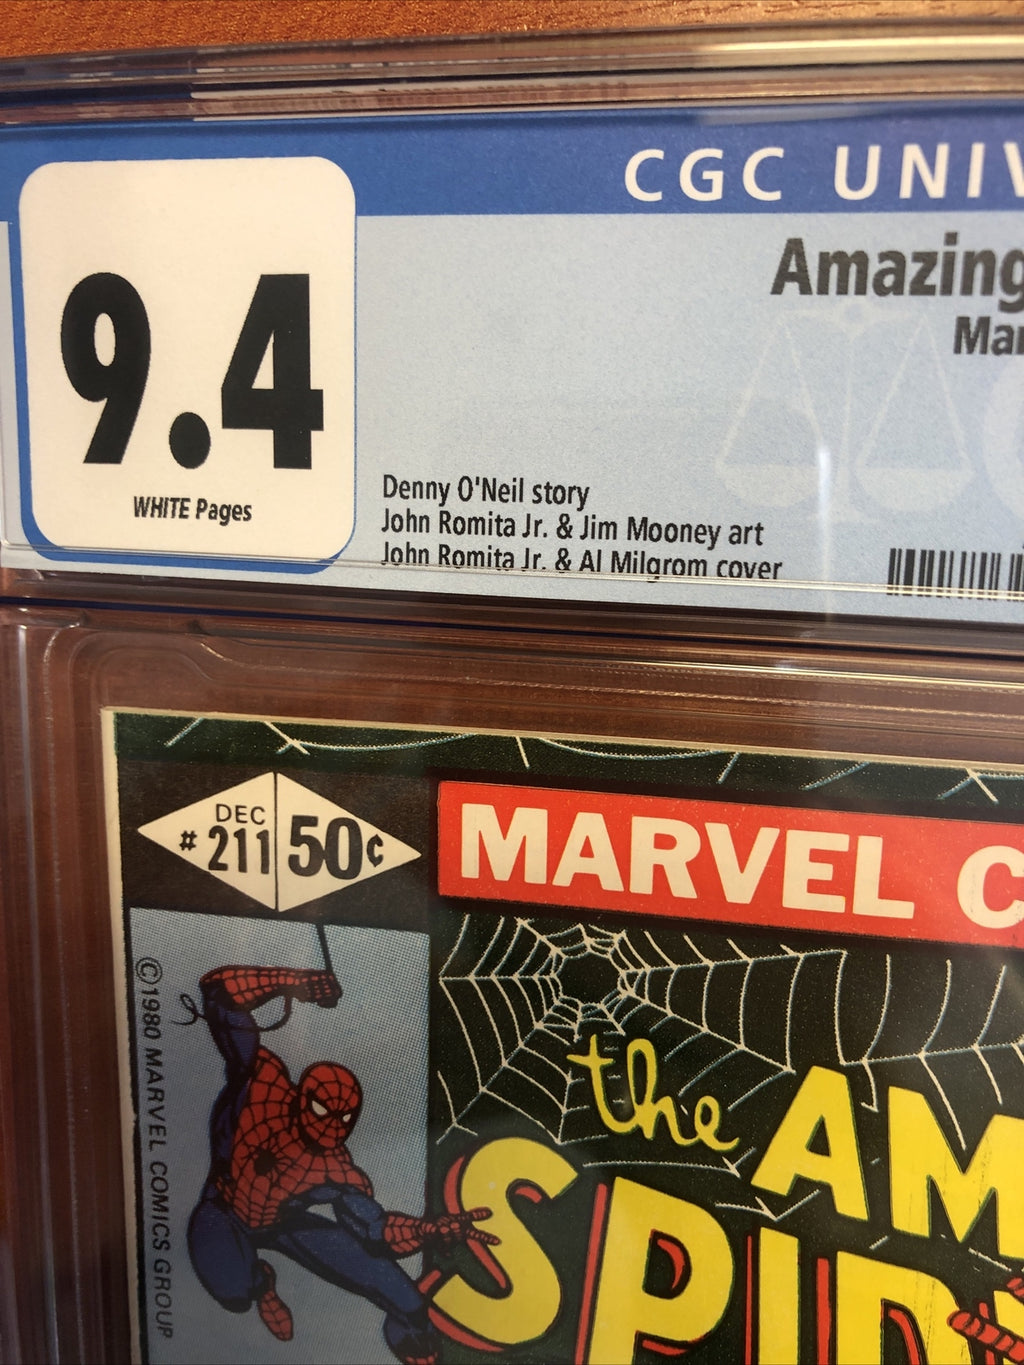 CGC UNIV
Amazing
Mar
9.4
WHITE Pages
Denny O'Neil story
John Romita Jr. & Jim Mooney art
John Romita Jr. & Al Milgrom cover
DEC
# 211 50¢
MARVEL C
©1980 MARVEL COMICS GROUP
the AM
SPID